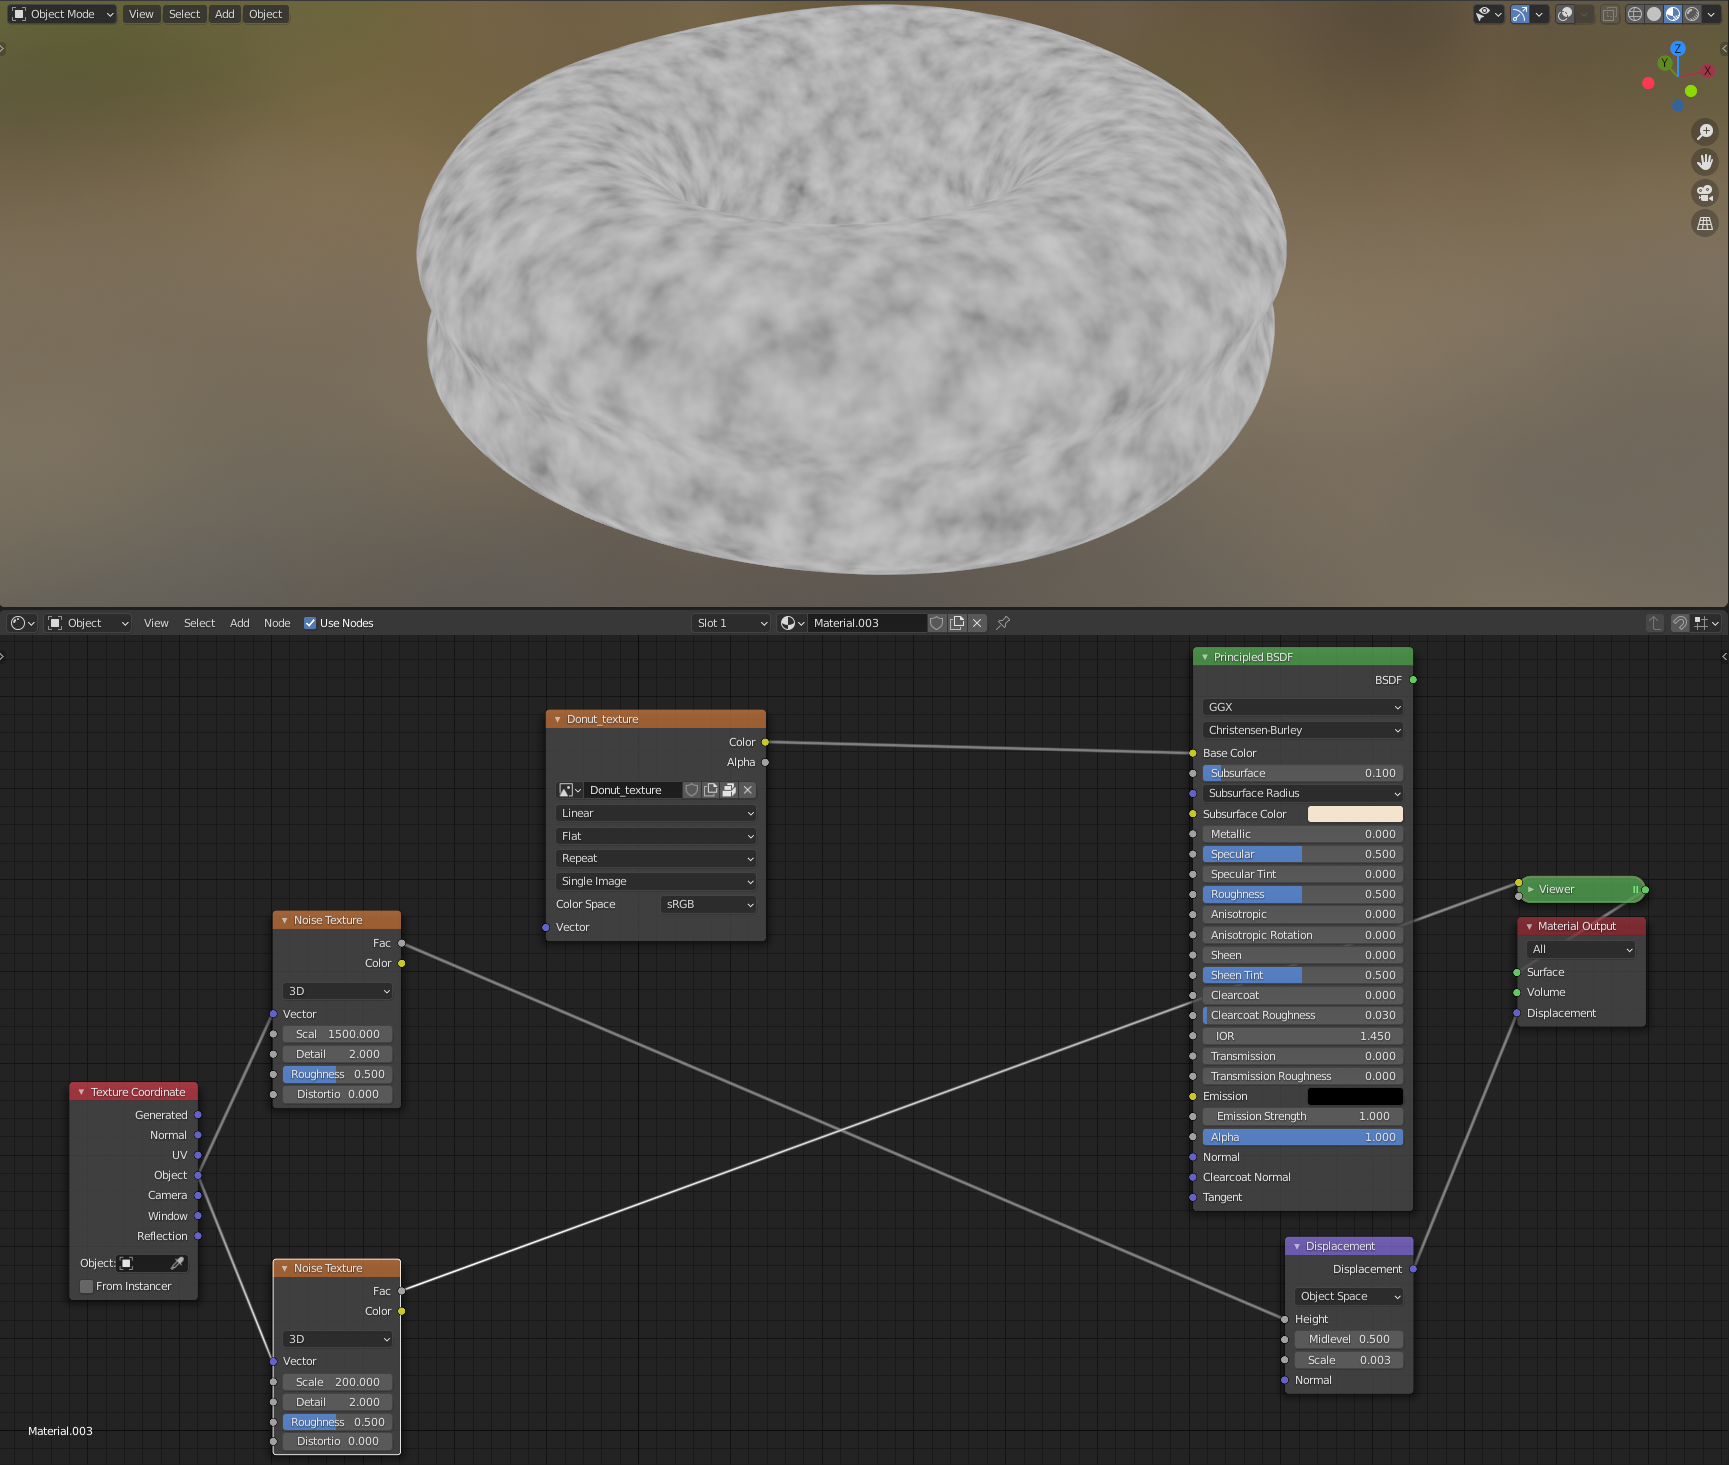 Object Mode View Select Add Object
Z
Y
X
Object View Select Add Node Use Nodes Slot 1 Material.003
Principled BSDF
BSDF
GGX
Christensen-Burley
Base Color
Subsurface 0.100
Subsurface Radius
Subsurface Color
Metallic 0.000
Specular 0.500
Specular Tint 0.000
Roughness 0.500
Anisotropic 0.000
Anisotropic Rotation 0.000
Sheen 0.000
Sheen Tint 0.500
Clearcoat 0.000
Clearcoat Roughness 0.030
IOR 1.450
Transmission 0.000
Transmission Roughness 0.000
Emission
Emission Strength 1.000
Alpha 1.000
Normal
Clearcoat Normal
Tangent
Donut_texture
Color
Alpha
Donut_texture
Linear
Flat
Repeat
Single Image
Color Space sRGB
Vector
Viewer
Material Output
All
Surface
Volume
Displacement
Noise Texture
Fac
Color
3D
Vector
Scal 1500.000
Detail 2.000
Roughness 0.500
Distortio 0.000
Texture Coordinate
Generated
Normal
UV
Object
Camera
Window
Reflection
Object:
From Instancer
Noise Texture
Fac
Color
3D
Vector
Scale 200.000
Detail 2.000
Roughness 0.500
Distortio 0.000
Displacement
Displacement
Object Space
Height
Midlevel 0.500
Scale 0.003
Normal
Material.003